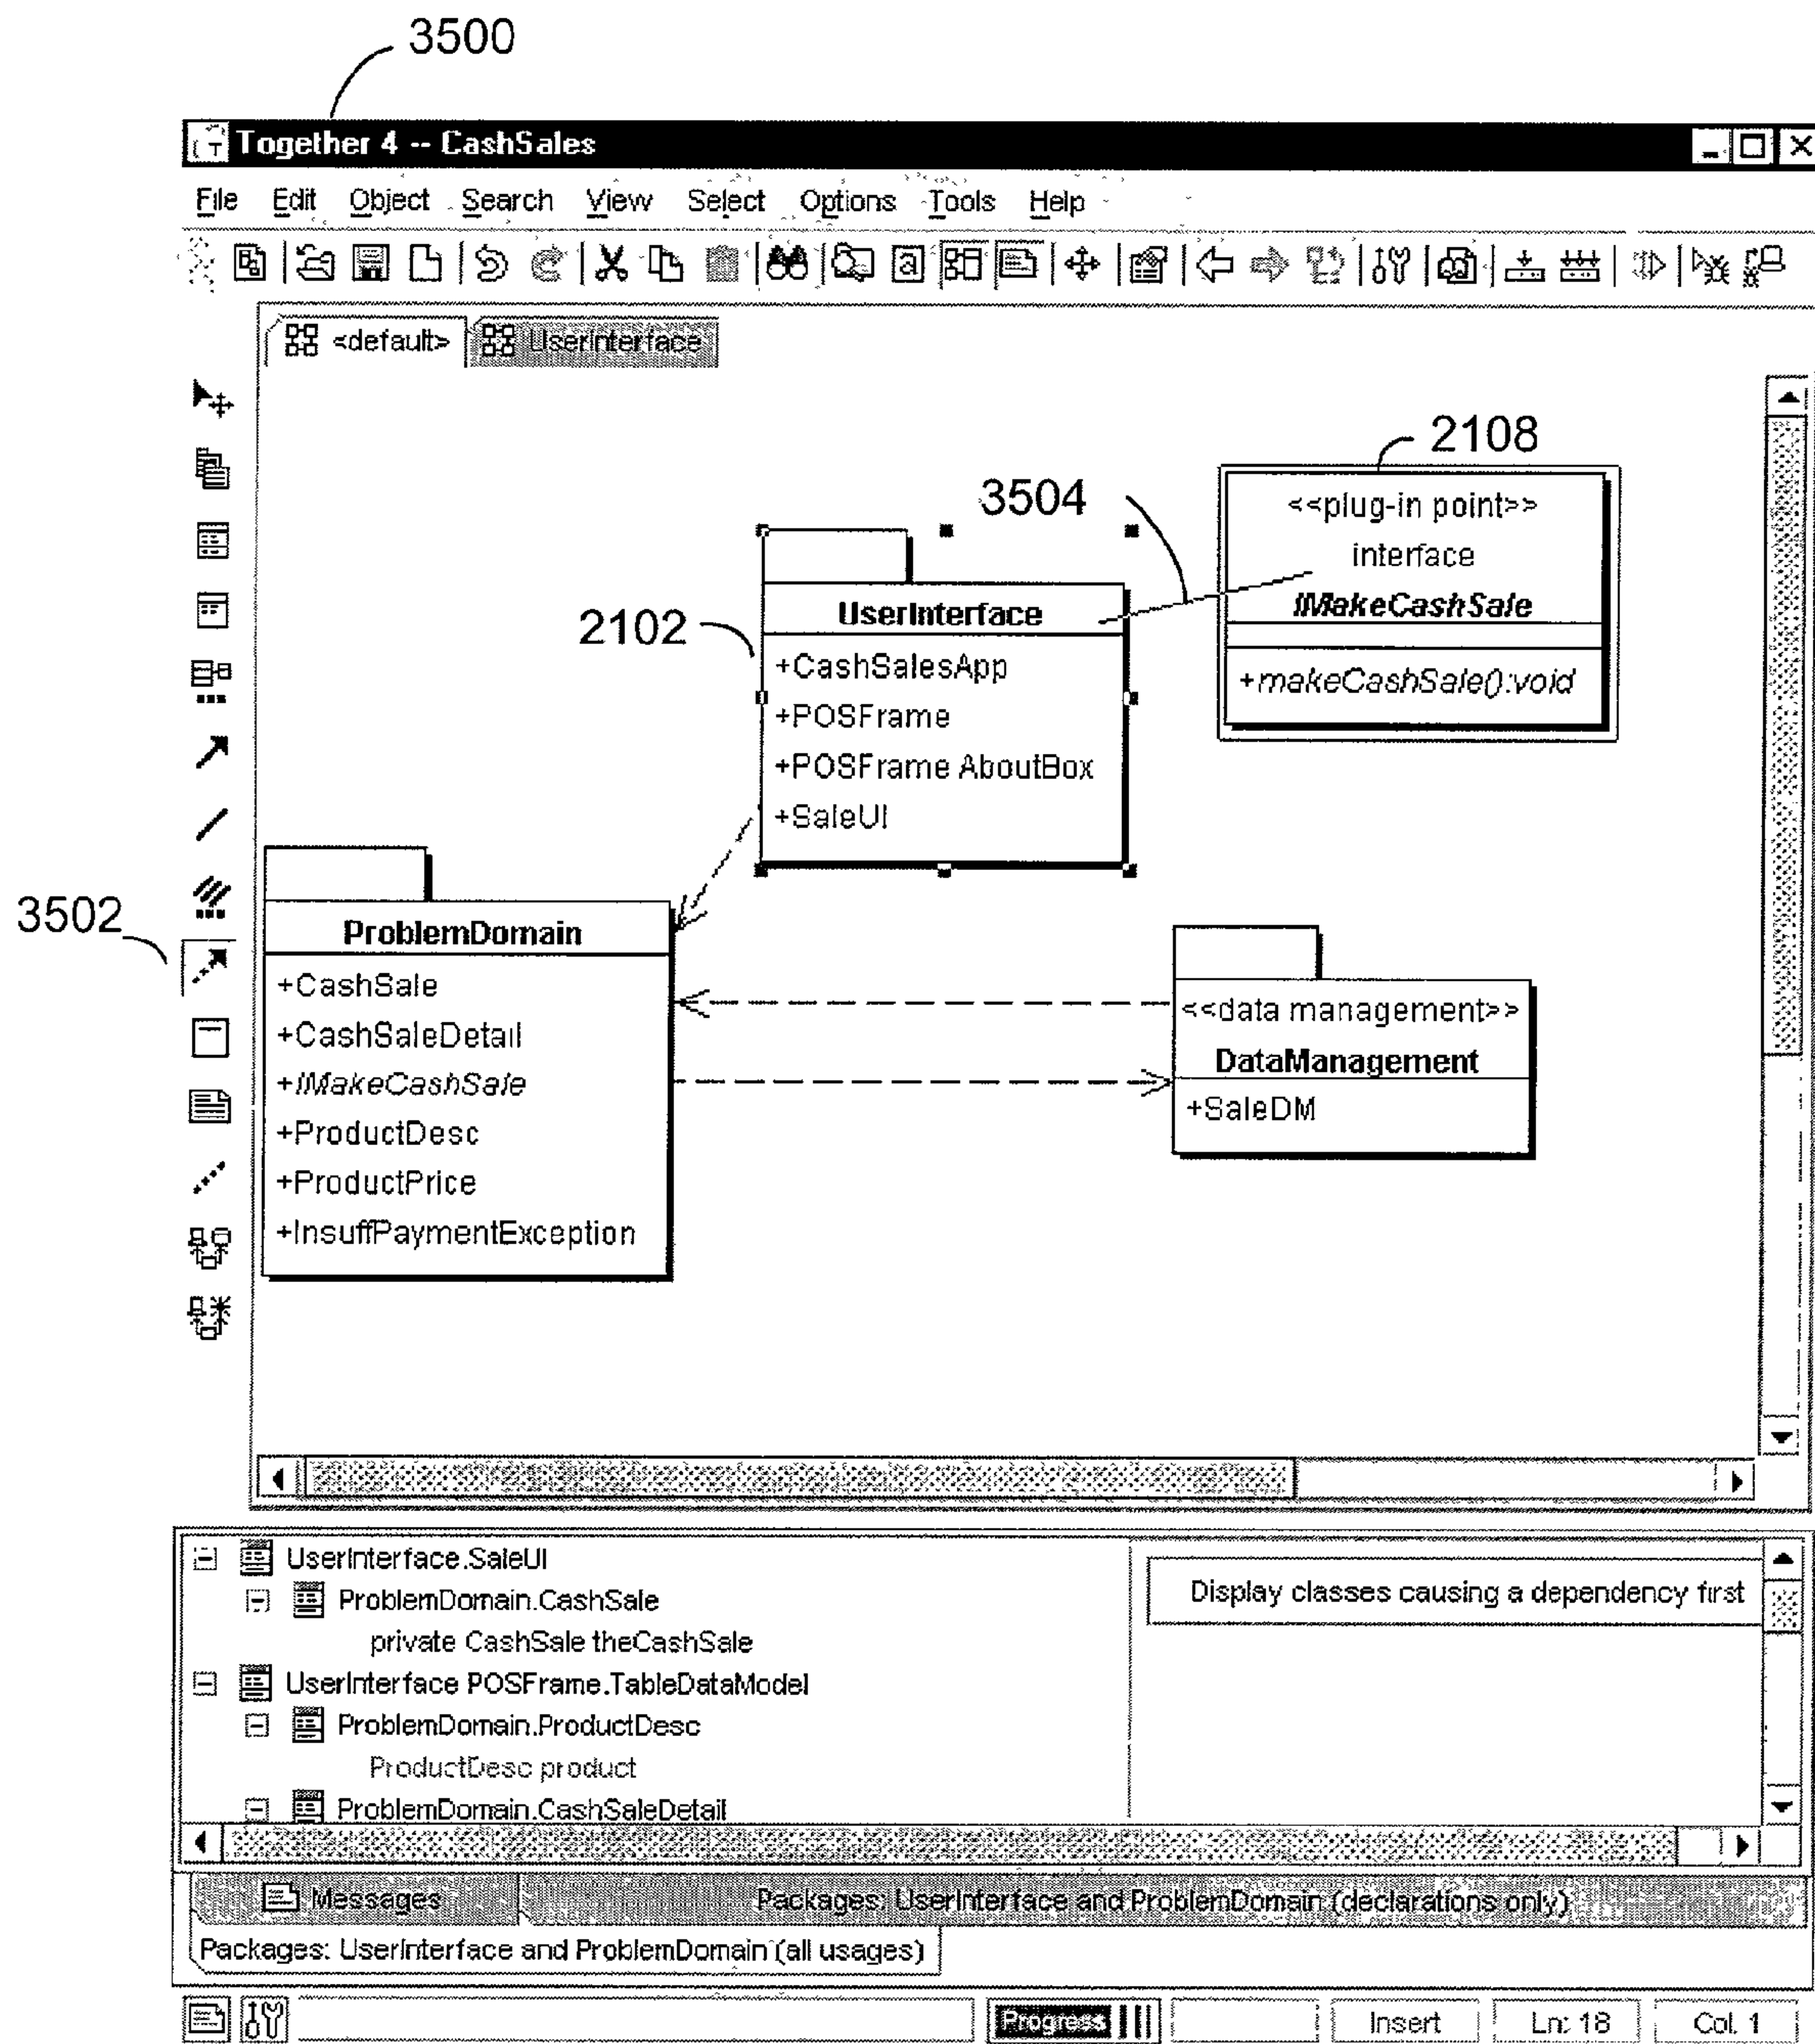 3500
Together 4 -- CashSales
File Edit Object Search View Select Options Tools Help
<default> UserInterface
2108
3504
<<plug-in point>>
interface
IMakeCashSale
+makeCashSale():void
2102
UserInterface
+CashSalesApp
+POSFrame
+POSFrame AboutBox
+SaleUI
3502
ProblemDomain
+CashSale
+CashSaleDetail
+IMakeCashSale
+ProductDesc
+ProductPrice
+InsuffPaymentException
<<data management>>
DataManagement
+SaleDM
UserInterface.SaleUI
ProblemDomain.CashSale
private CashSale theCashSale
UserInterface POSFrame.TableDataModel
ProblemDomain.ProductDesc
ProductDesc product
ProblemDomain.CashSaleDetail
Display classes causing a dependency first
Messages Packages: UserInterface and ProblemDomain (declarations only)
Packages: UserInterface and ProblemDomain (all usages)
Progress Insert Ln: 18 Col. 1